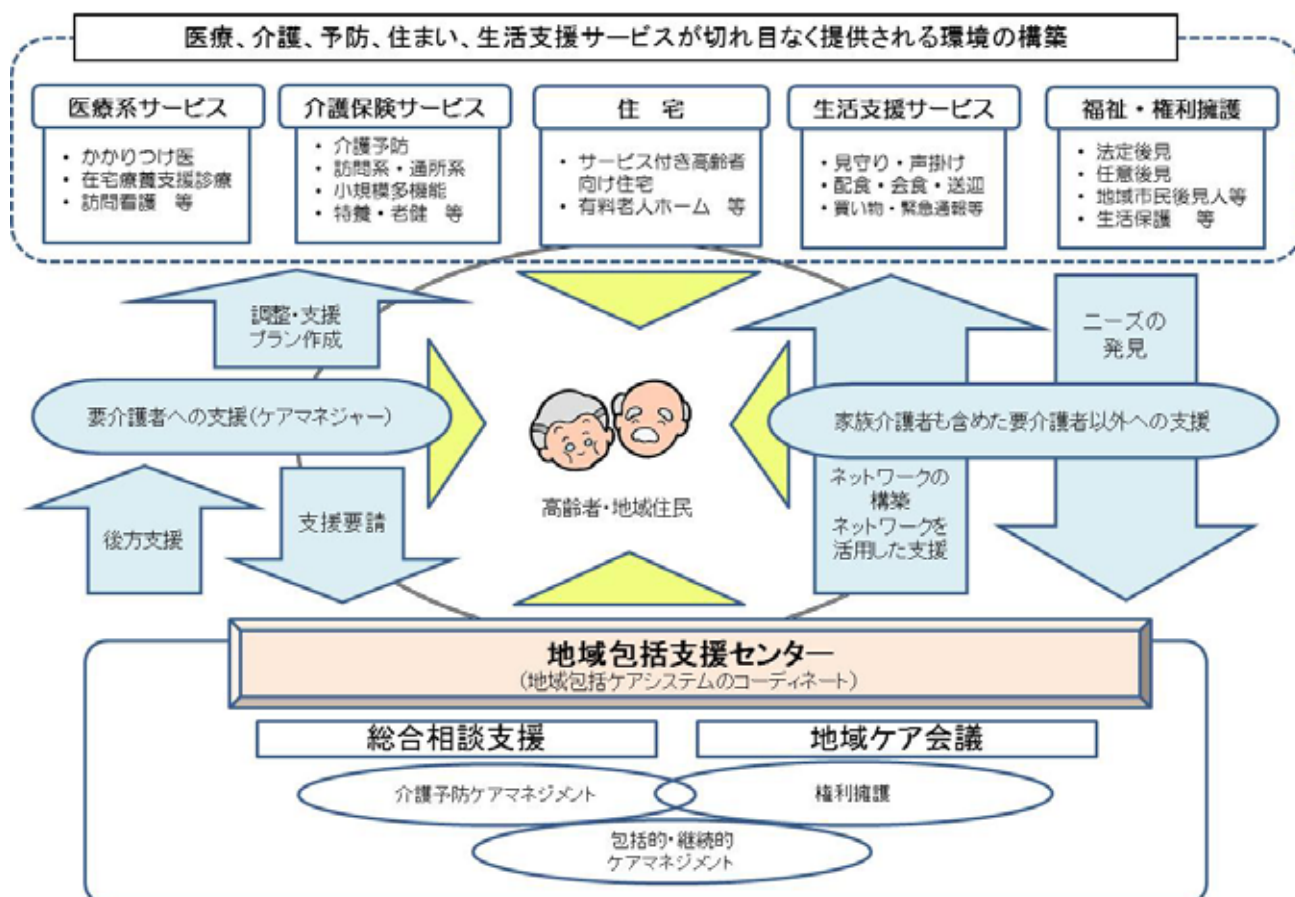 医療、介護、予防、住まい、生活支援サービスが切れ目なく提供される環境の構築
医療系サービス
・ かかりつけ医
・ 在宅療養支援診療
・ 訪問看護　等
介護保険サービス
・ 介護予防
・ 訪問系・通所系
・ 小規模多機能
・ 特養・老健　等
住　宅
・ サービス付き高齢者
向け住宅
・ 有料老人ホーム　等
生活支援サービス
・ 見守り・声掛け
・ 配食・会食・送迎
・ 買い物・緊急通報等
福祉・権利擁護
・ 法定後見
・ 任意後見
・ 地域市民後見人等
・ 生活保護　等
調整・支援
プラン作成
要介護者への支援(ケアマネジャー)
後方支援
支援要請
高齢者・地域住民
ニーズの
発見
家族介護者も含めた要介護者以外への支援
ネットワークの
構築
ネットワークを
活用した支援
地域包括支援センター
(地域包括ケアシステムのコーディネート)
総合相談支援
地域ケア会議
介護予防ケアマネジメント
権利擁護
包括的・継続的
ケアマネジメント